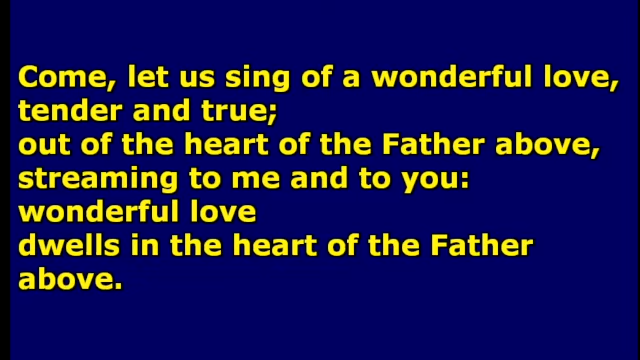 Come, let us sing of a wonderful love,
tender and true;
out of the heart of the Father above,
streaming to me and to you:
wonderful love
dwells in the heart of the Father
above.